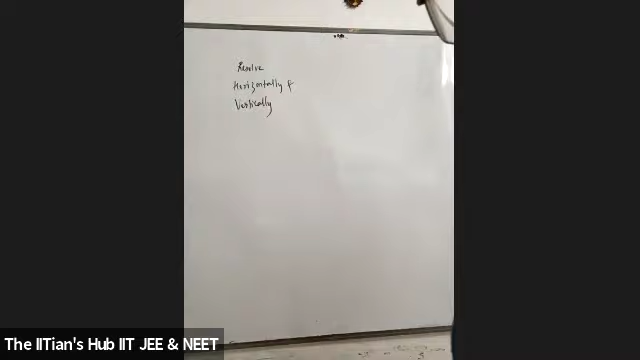 Resolve
Horizontally &
Vertically
The IITian's Hub IIT JEE & NEET